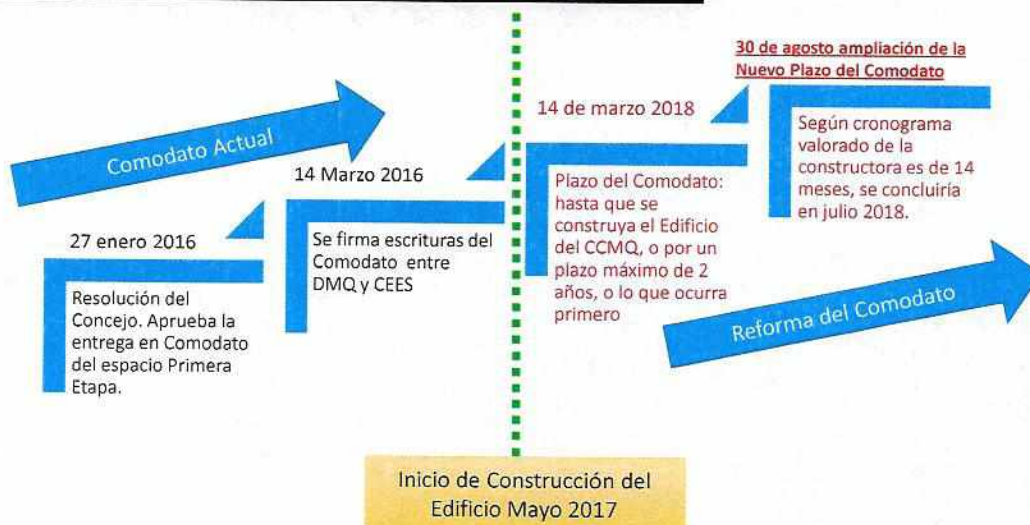 Comodato Actual
27 enero 2016
Resolución del
Concejo. Aprueba la
entrega en Comodato
del espacio Primera
Etapa.
14 Marzo 2016
Se firma escrituras del
Comodato entre
DMQ y CEES
14 de marzo 2018
Plazo del Comodato:
hasta que se
construya el Edificio
del CCMQ, o por un
plazo máximo de 2
años, o lo que ocurra
primero
30 de agosto ampliación de la
Nuevo Plazo del Comodato
Según cronograma
valorado de la
constructora es de 14
meses, se concluiría
en julio 2018.
Reforma del Comodato
Inicio de Construcción del
Edificio Mayo 2017